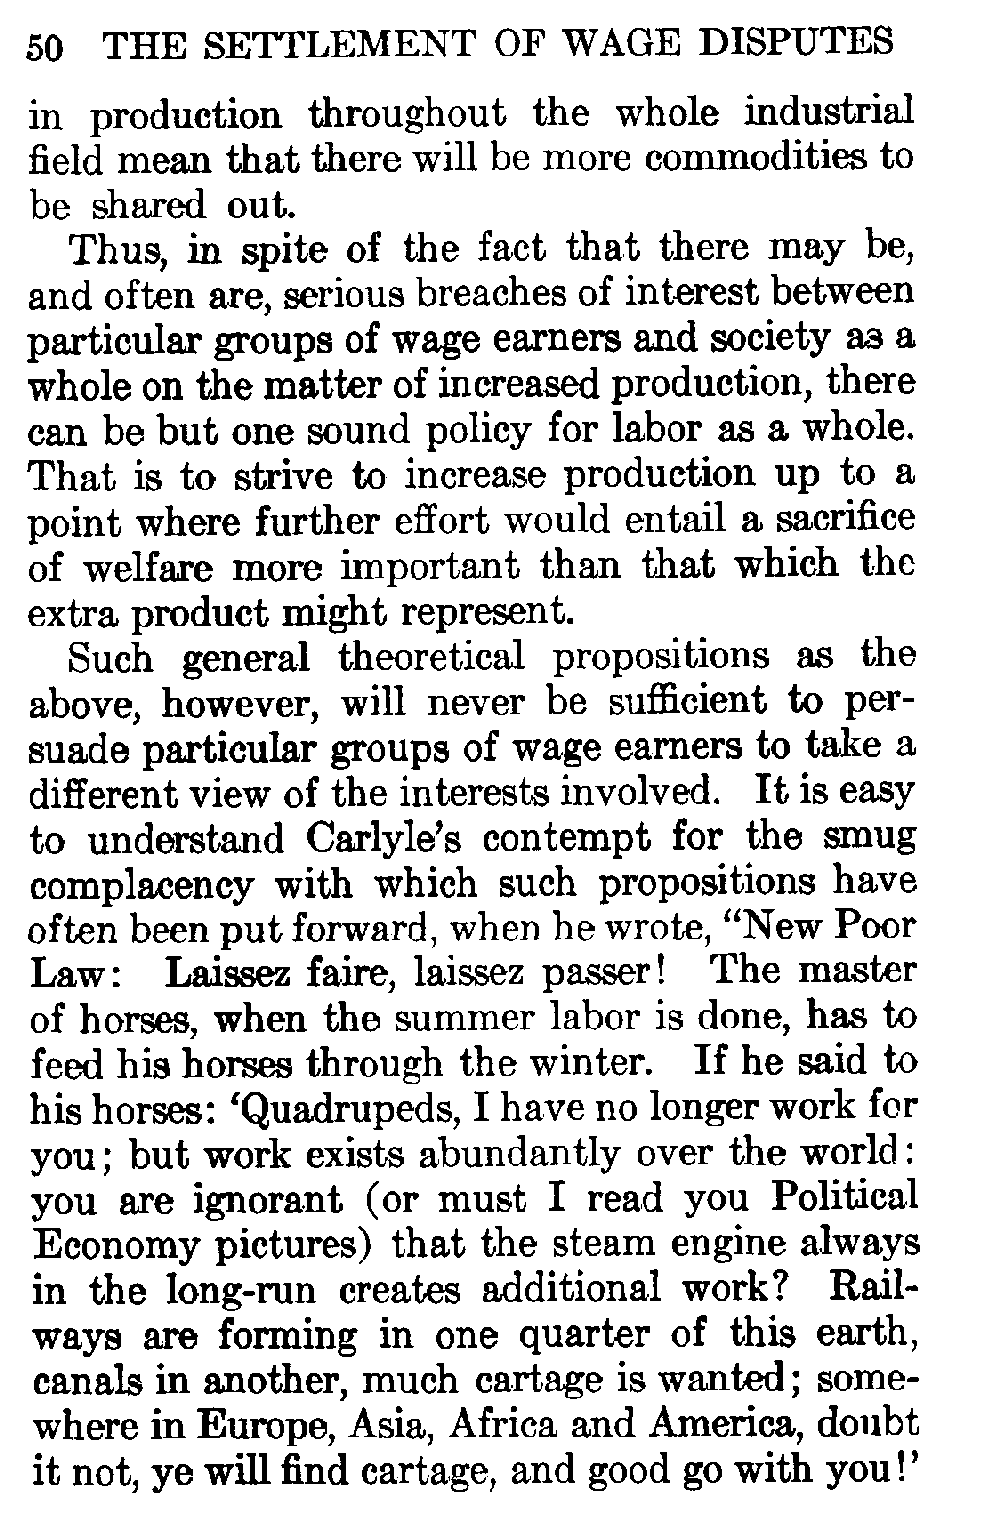 50 THE SETTLEMENT OF WAGE DISPUTES
in production throughout the whole industrial
field mean that there will be more commodities to
be shared out.
Thus, in spite of the fact that there may be,
and often are, serious breaches of interest between
particular groups of wage earners and society as a
whole on the matter of increased production, there
can be but one sound policy for labor as a whole.
That is to strive to increase production up to a
point where further effort would entail a sacrifice
of welfare more important than that which the
extra product might represent.
Such general theoretical propositions as the
above, however, will never be sufficient to per-
suade particular groups of wage earners to take a
different view of the interests involved. It is easy
to understand Carlyle's contempt for the smug
complacency with which such propositions have
often been put forward, when he wrote, “New Poor
Law: Laissez faire, laissez passer! The master
of horses, when the summer labor is done, has to
feed his horses through the winter. If he said to
his horses: ‘Quadrupeds, I have no longer work for
you; but work exists abundantly over the world:
you are ignorant (or must I read you Political
Economy pictures) that the steam engine always
in the long-run creates additional work? Rail-
ways are forming in one quarter of this earth,
canals in another, much cartage is wanted; some-
where in Europe, Asia, Africa and America, doubt
it not, ye will find cartage, and good go with you!’